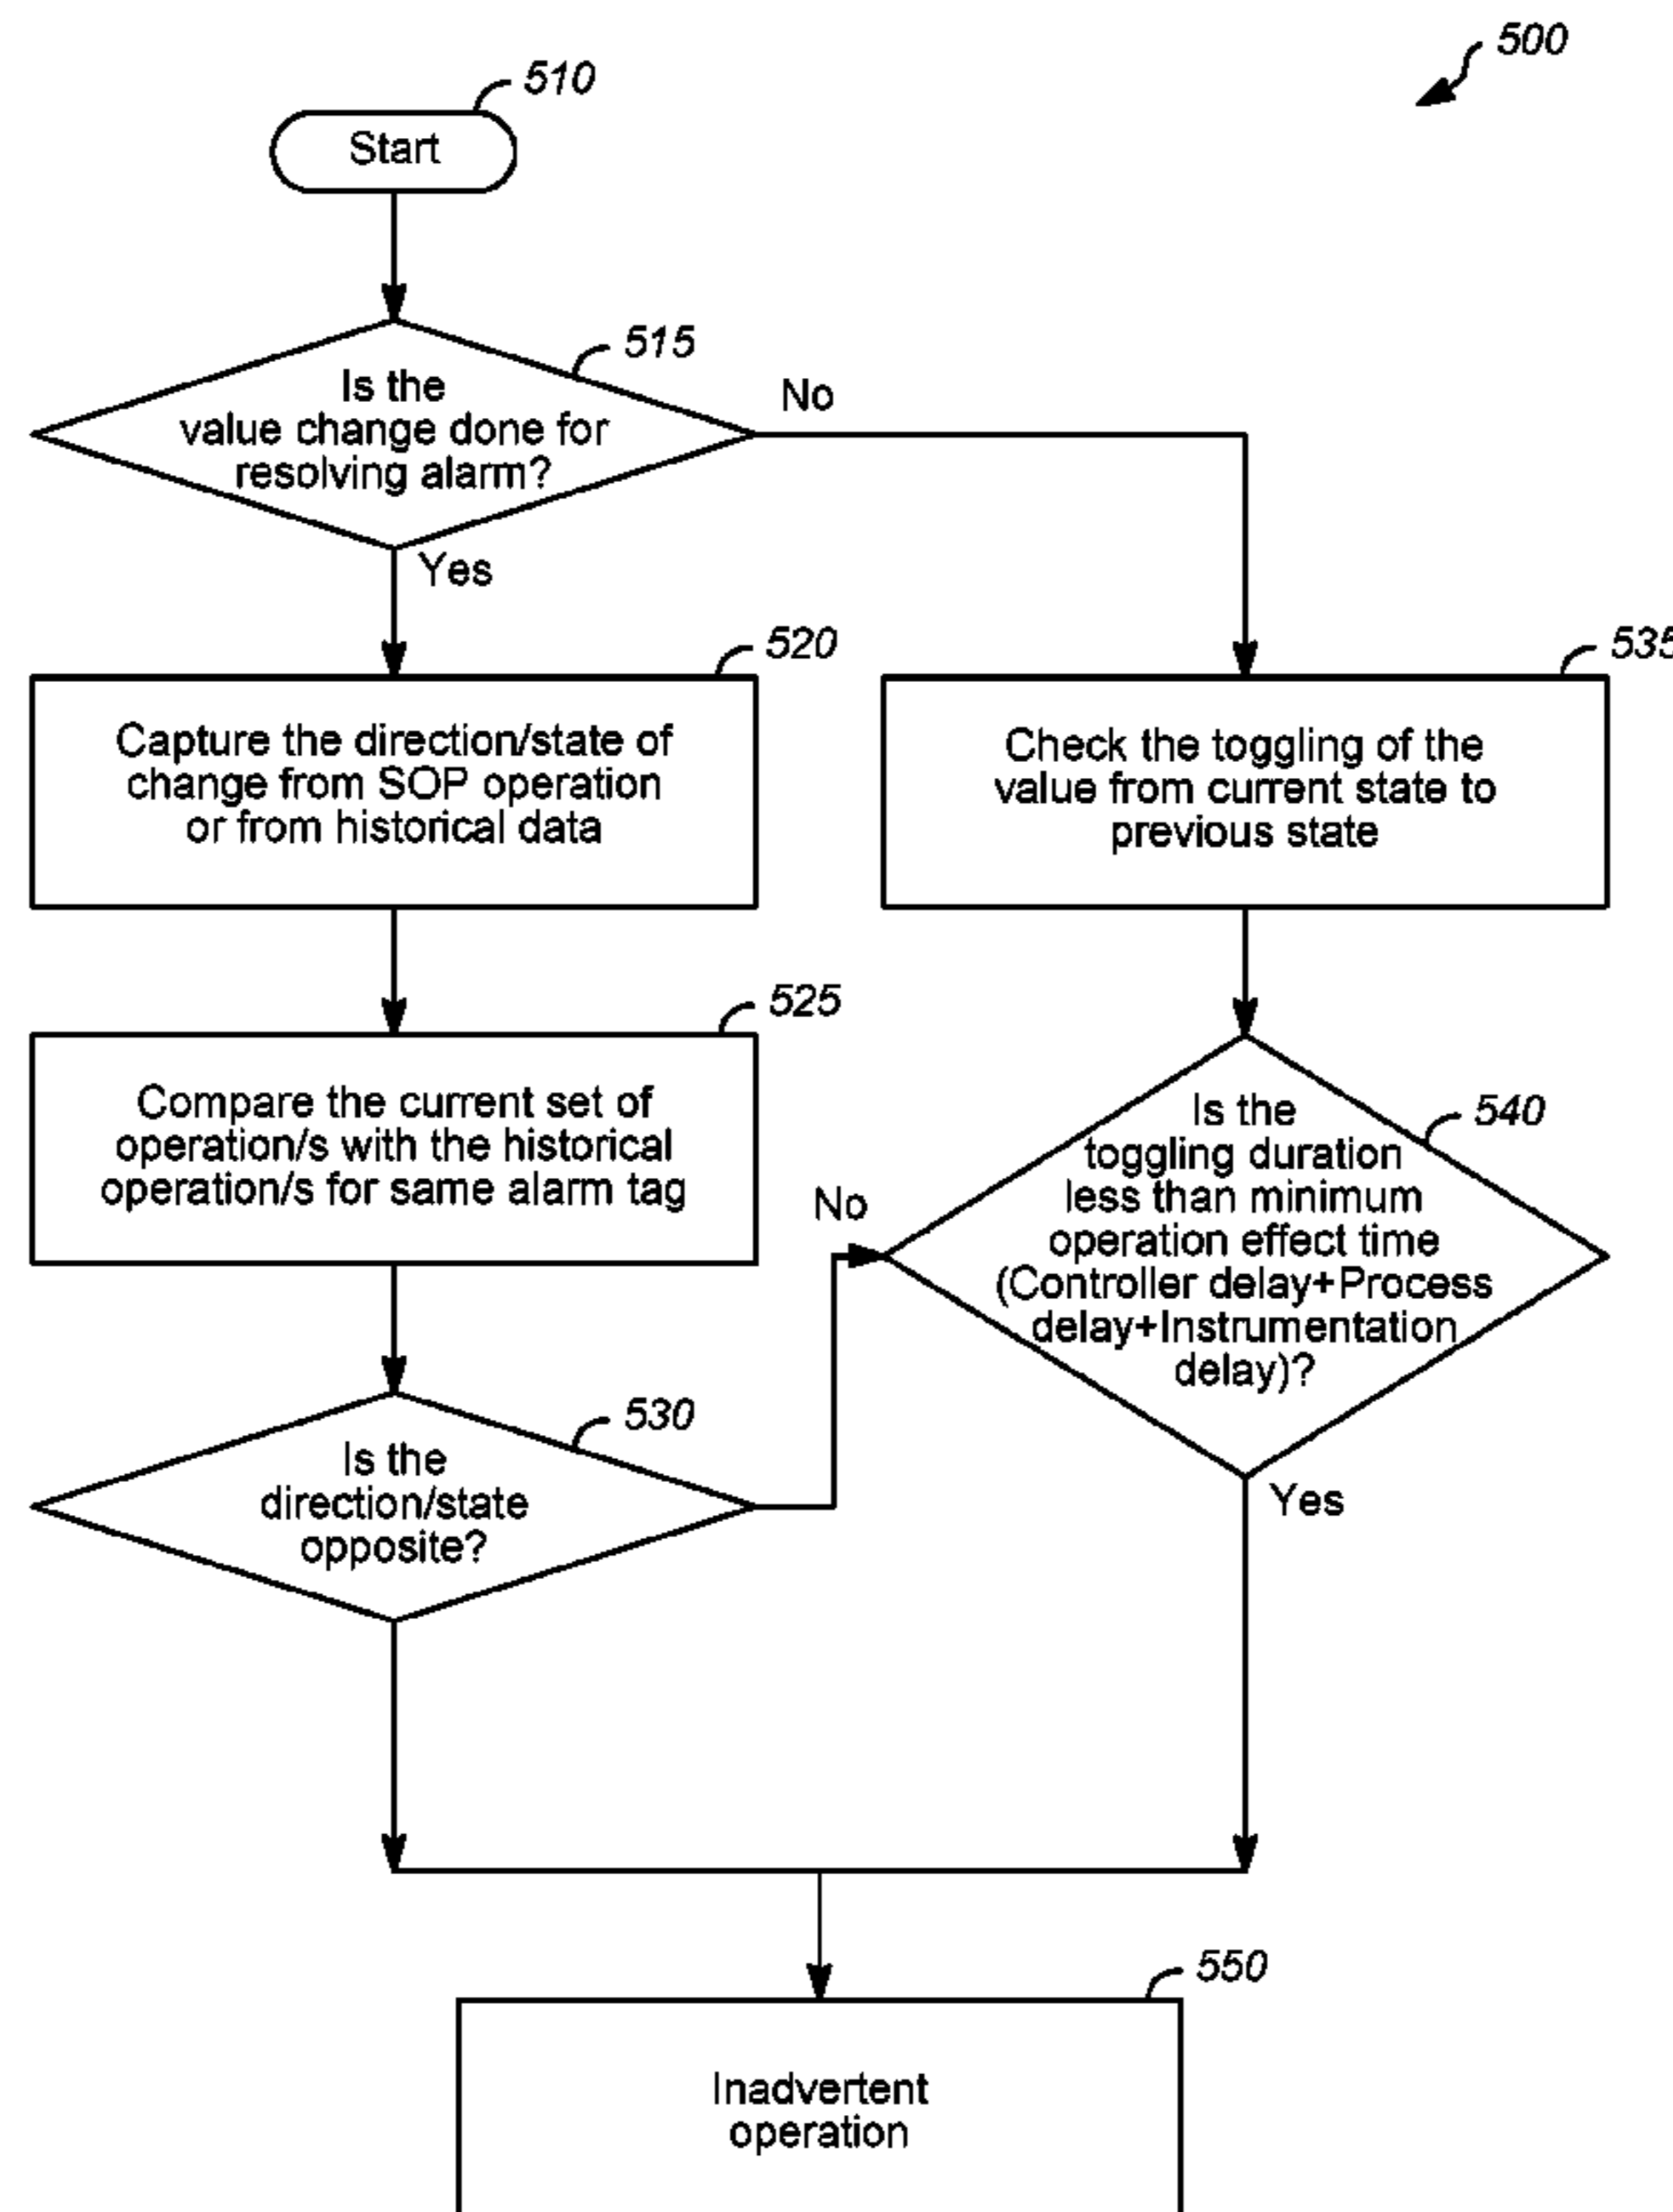 500
510
Start
515
Is the
value change done for
resolving alarm?
No
Yes
520
Capture the direction/state of
change from SOP operation
or from historical data
535
Check the toggling of the
value from current state to
previous state
525
Compare the current set of
operation/s with the historical
operation/s for same alarm tag
540
Is the
toggling duration
less than minimum
operation effect time
(Controller delay+Process
delay+Instrumentation
delay)?
No
Yes
530
Is the
direction/state
opposite?
550
Inadvertent
operation